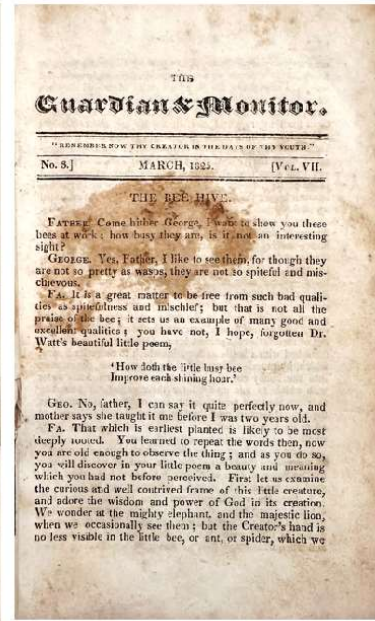 THE
Guardian & Monitor.
"REMEMBER NOW THY CREATOR IN THE DAYS OF THY YOUTH."
No. 3.] MARCH, 1825. [VOL. VII.
THE BEE HIVE.
FATHER. Come hither George, I want to show you these
bees at work; how busy they are, is it not an interesting
sight?
GEORGE. Yes, Father, I like to see them, for though they
are not so pretty as wasps, they are not so spiteful and mis-
chievous.
FA. It is a great matter to be free from such bad quali-
ties as spitefulness and mischief; but that is not all the
praise of the bee; it sets us an example of many good and
excellent qualities; you have not, I hope, forgotten Dr.
Watt's beautiful little poem,
'How doth the little busy bee
Improve each shining hour.'
GEO. No, father, I can say it quite perfectly now, and
mother says she taught it me before I was two years old.
FA. That which is earliest planted is likely to be most
deeply rooted. You learned to repeat the words then, now
you are old enough to observe the thing; and as you do so,
you will discover in your little poem a beauty and meaning
which you had not before perceived. First let us examine
the curious and well contrived frame of this little creature,
and adore the wisdom and power of God in its creation.
We wonder at the mighty elephant, and the majestic lion,
when we occasionally see them; but the Creator's hand is
no less visible in the little bee, or ant, or spider, which we